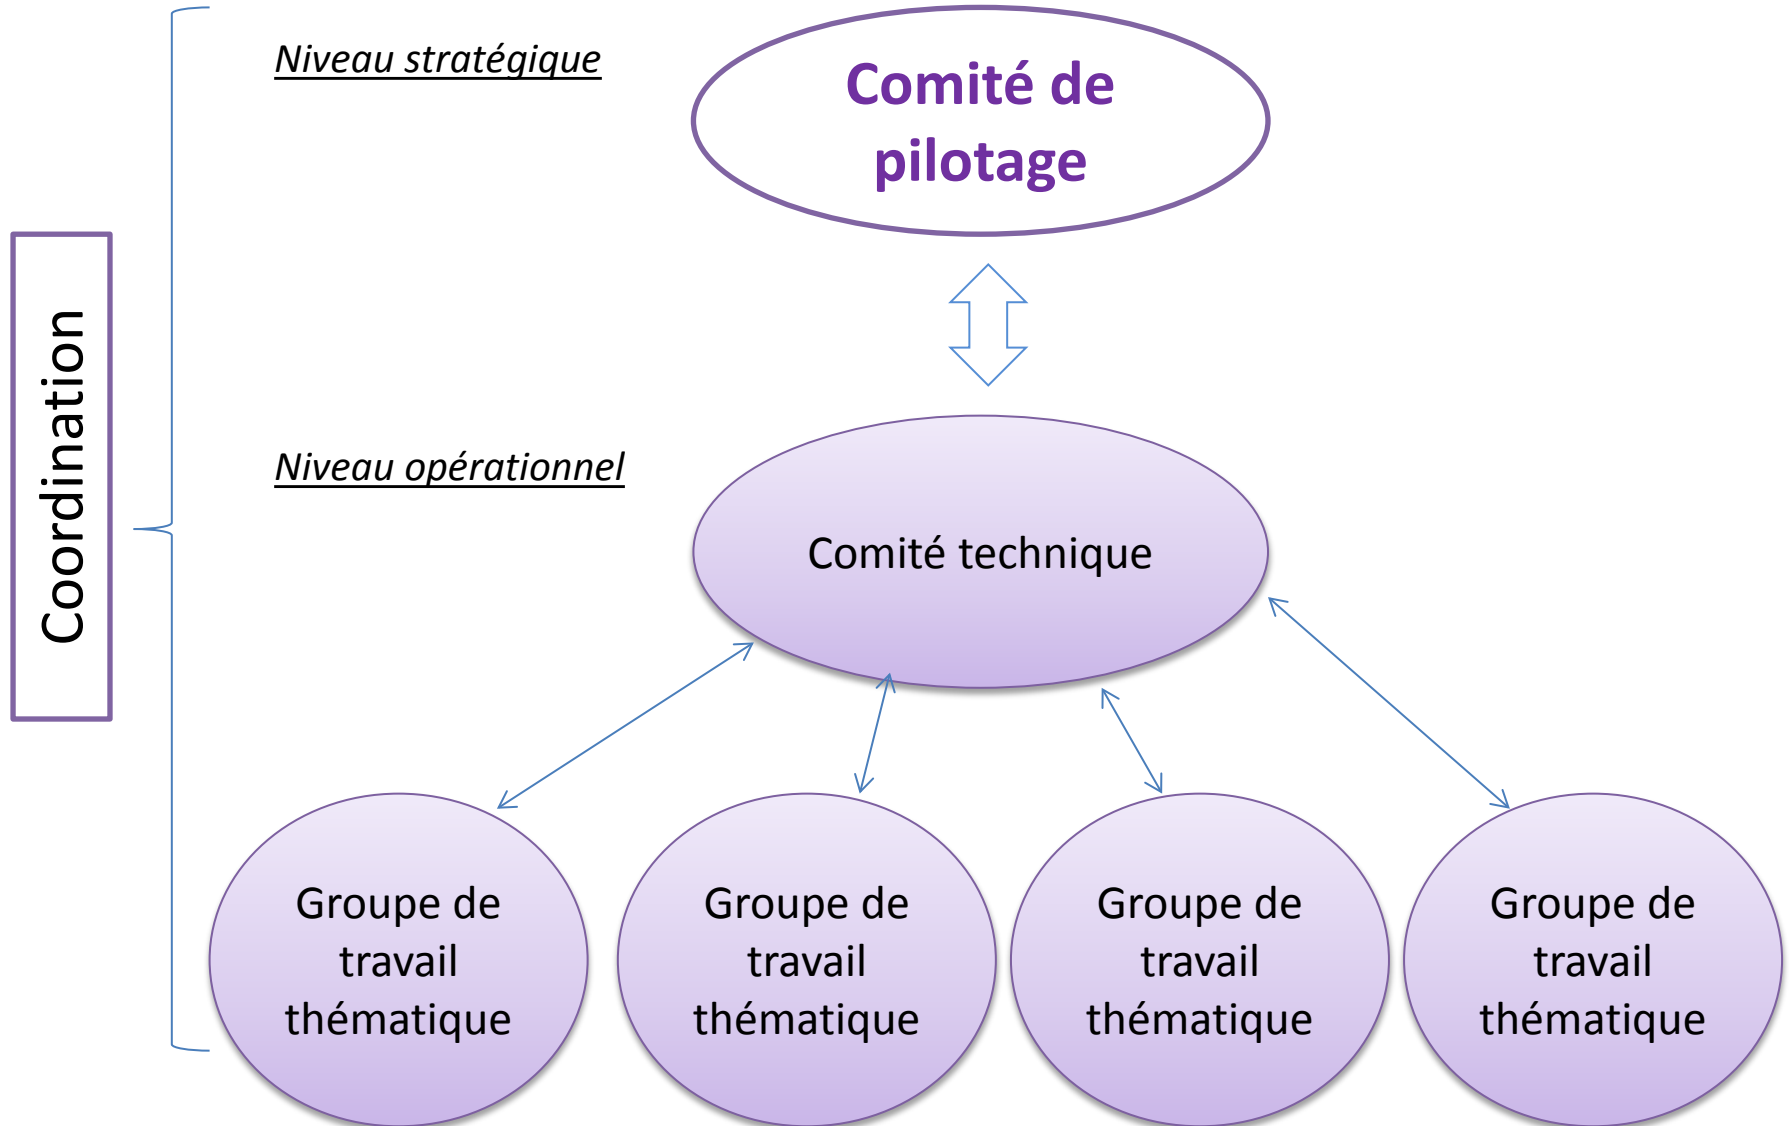 Niveau stratégique
Comité de
pilotage
Coordination
Niveau opérationnel
Comité technique
Groupe de
travail
thématique
Groupe de
travail
thématique
Groupe de
travail
thématique
Groupe de
travail
thématique